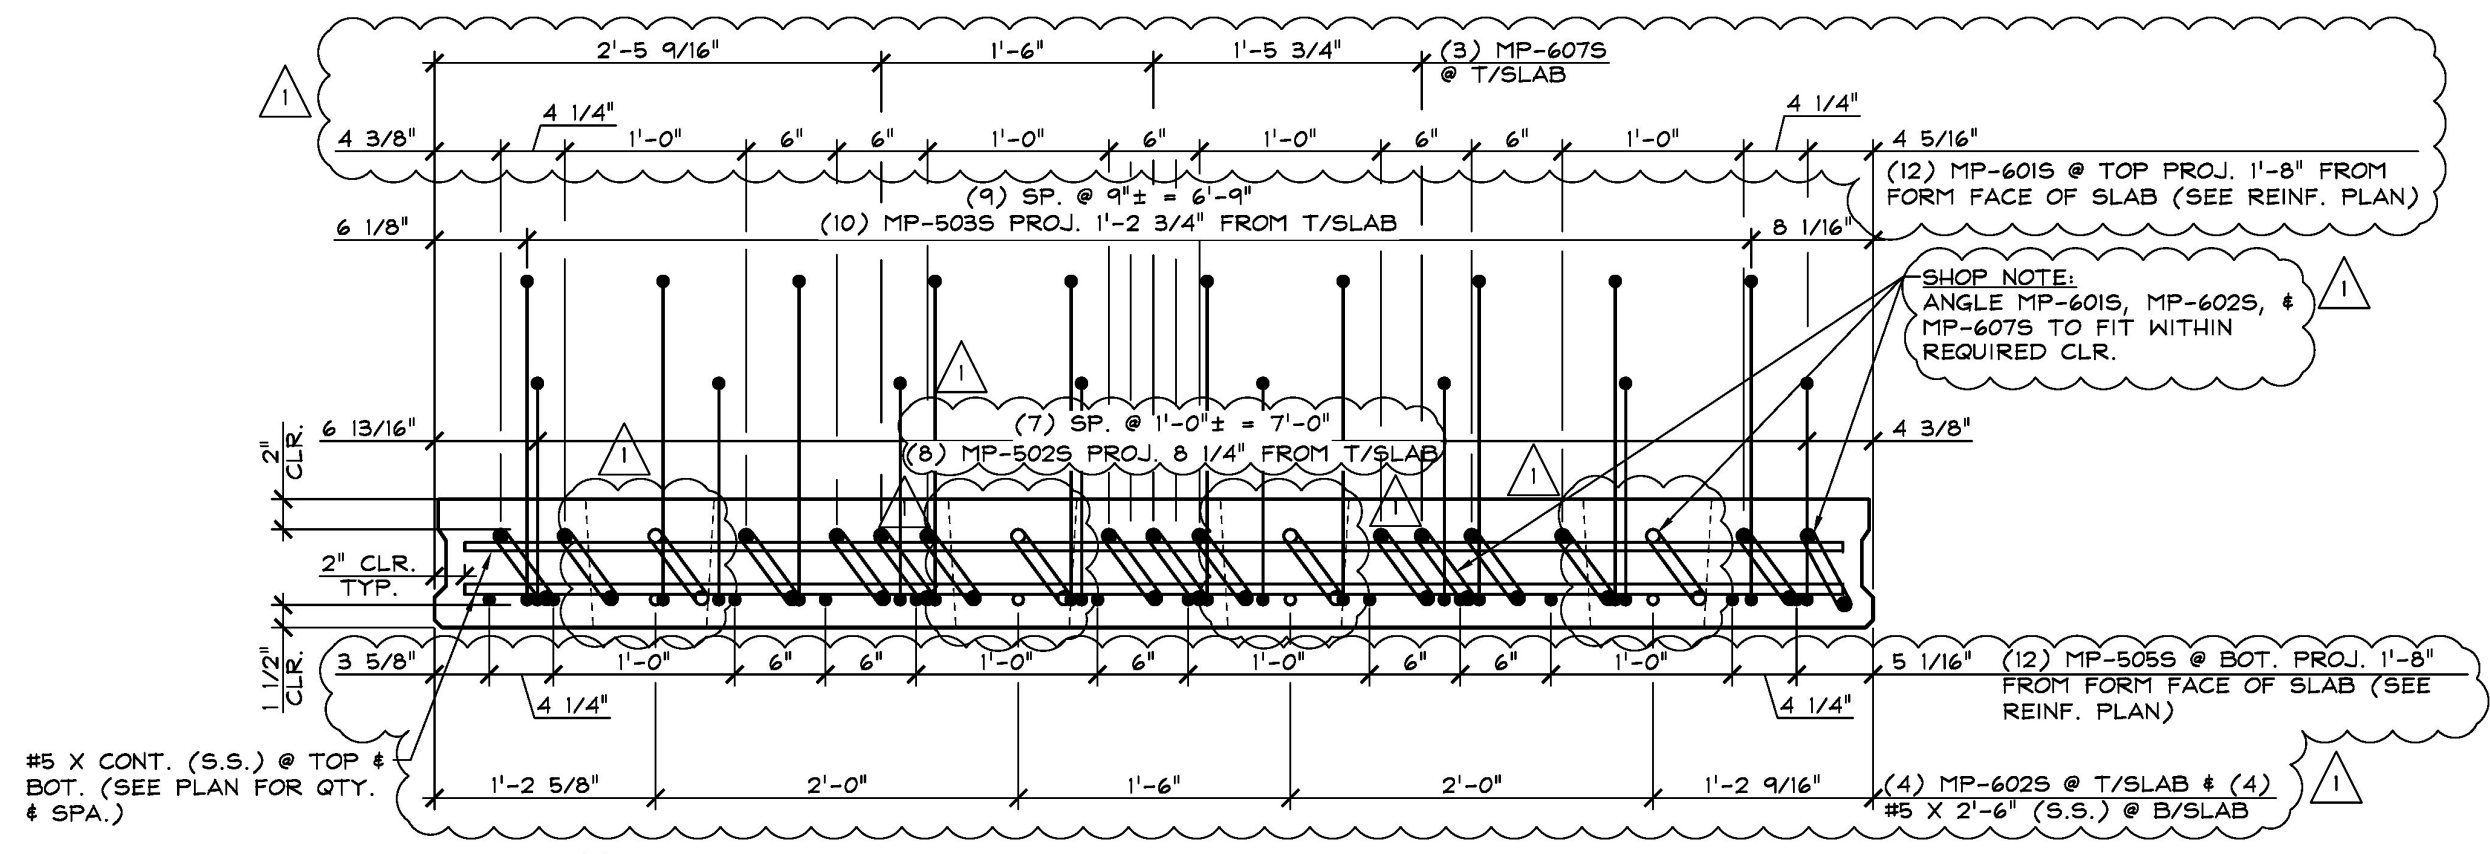 2'-5 9/16"
1'-6"
1'-5 3/4"
(3) MP-607S
@ T/SLAB
1
4 3/8"
4 1/4"
1'-0"
6"
6"
1'-0"
6"
1'-0"
6"
6"
1'-0"
4 1/4"
4 5/16"
(12) MP-601S @ TOP PROJ. 1'-8" FROM
FORM FACE OF SLAB (SEE REINF. PLAN)
(9) SP. @ 9"± = 6'-9"
(10) MP-503S PROJ. 1'-2 3/4" FROM T/SLAB
6 1/8"
8 1/16"
SHOP NOTE:
ANGLE MP-601S, MP-602S, &
MP-607S TO FIT WITHIN
REQUIRED CLR.
1
1
(7) SP. @ 1'-0"± = 7'-0"
(8) MP-502S PROJ. 8 1/4" FROM T/SLAB
6 13/16"
4 3/8"
2"
CLR.
1
1
1
1
2" CLR.
TYP.
1 1/2"
CLR.
3 5/8"
4 1/4"
1'-0"
6"
6"
1'-0"
6"
1'-0"
6"
6"
1'-0"
4 1/4"
5 1/16"
(12) MP-505S @ BOT. PROJ. 1'-8"
FROM FORM FACE OF SLAB (SEE
REINF. PLAN)
#5 X CONT. (S.S.) @ TOP &
BOT. (SEE PLAN FOR QTY.
& SPA.)
1'-2 5/8"
2'-0"
1'-6"
2'-0"
1'-2 9/16"
(4) MP-602S @ T/SLAB & (4)
#5 X 2'-6" (S.S.) @ B/SLAB
1